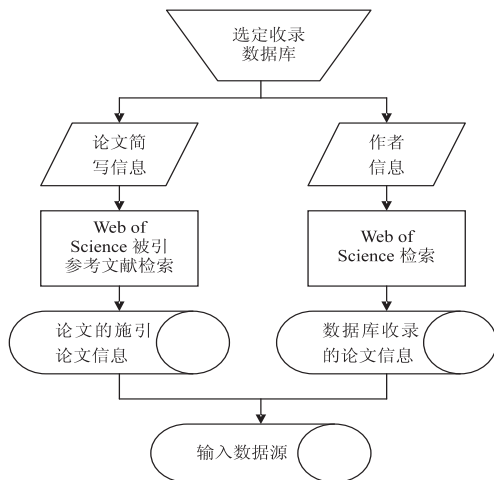 选定收录
数据库
论文简
写信息
作者
信息
Web of
Science 被引
参考文献检索
Web of
Science 检索
论文的施引
论文信息
数据库收录
的论文信息
输入数据源